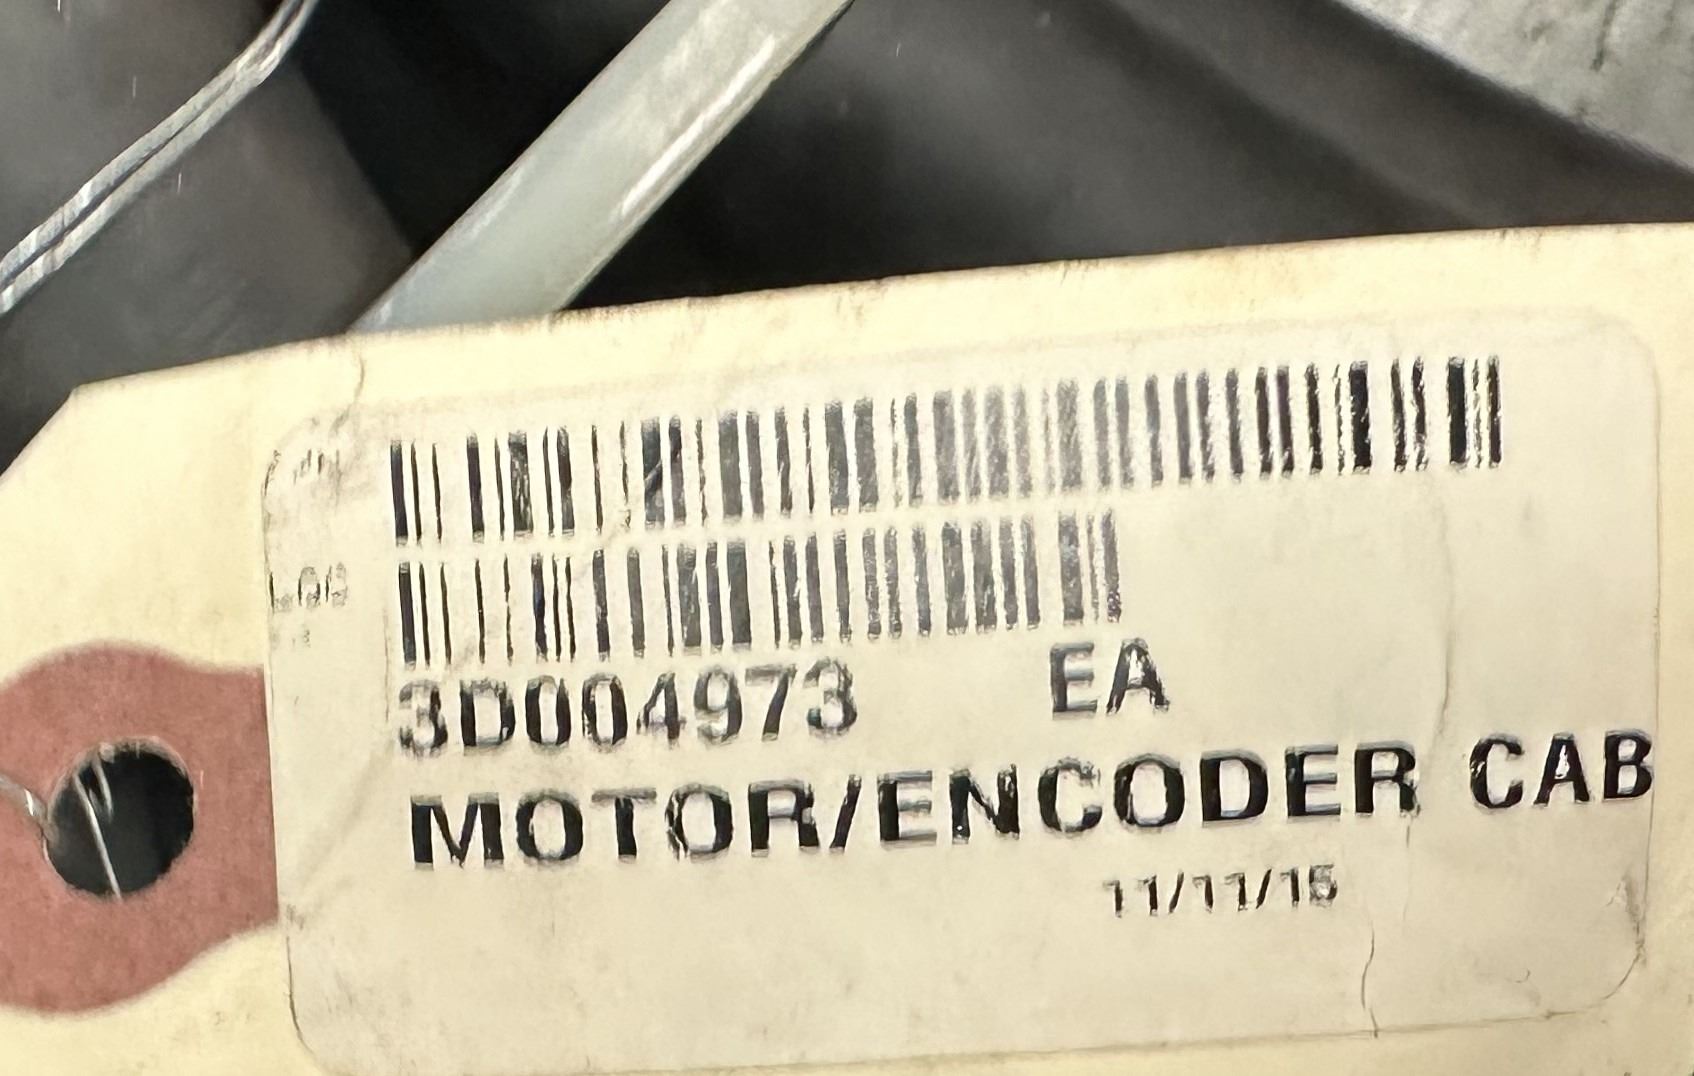 3D004973 EA
MOTOR/ENCODER CAB
11/11/15